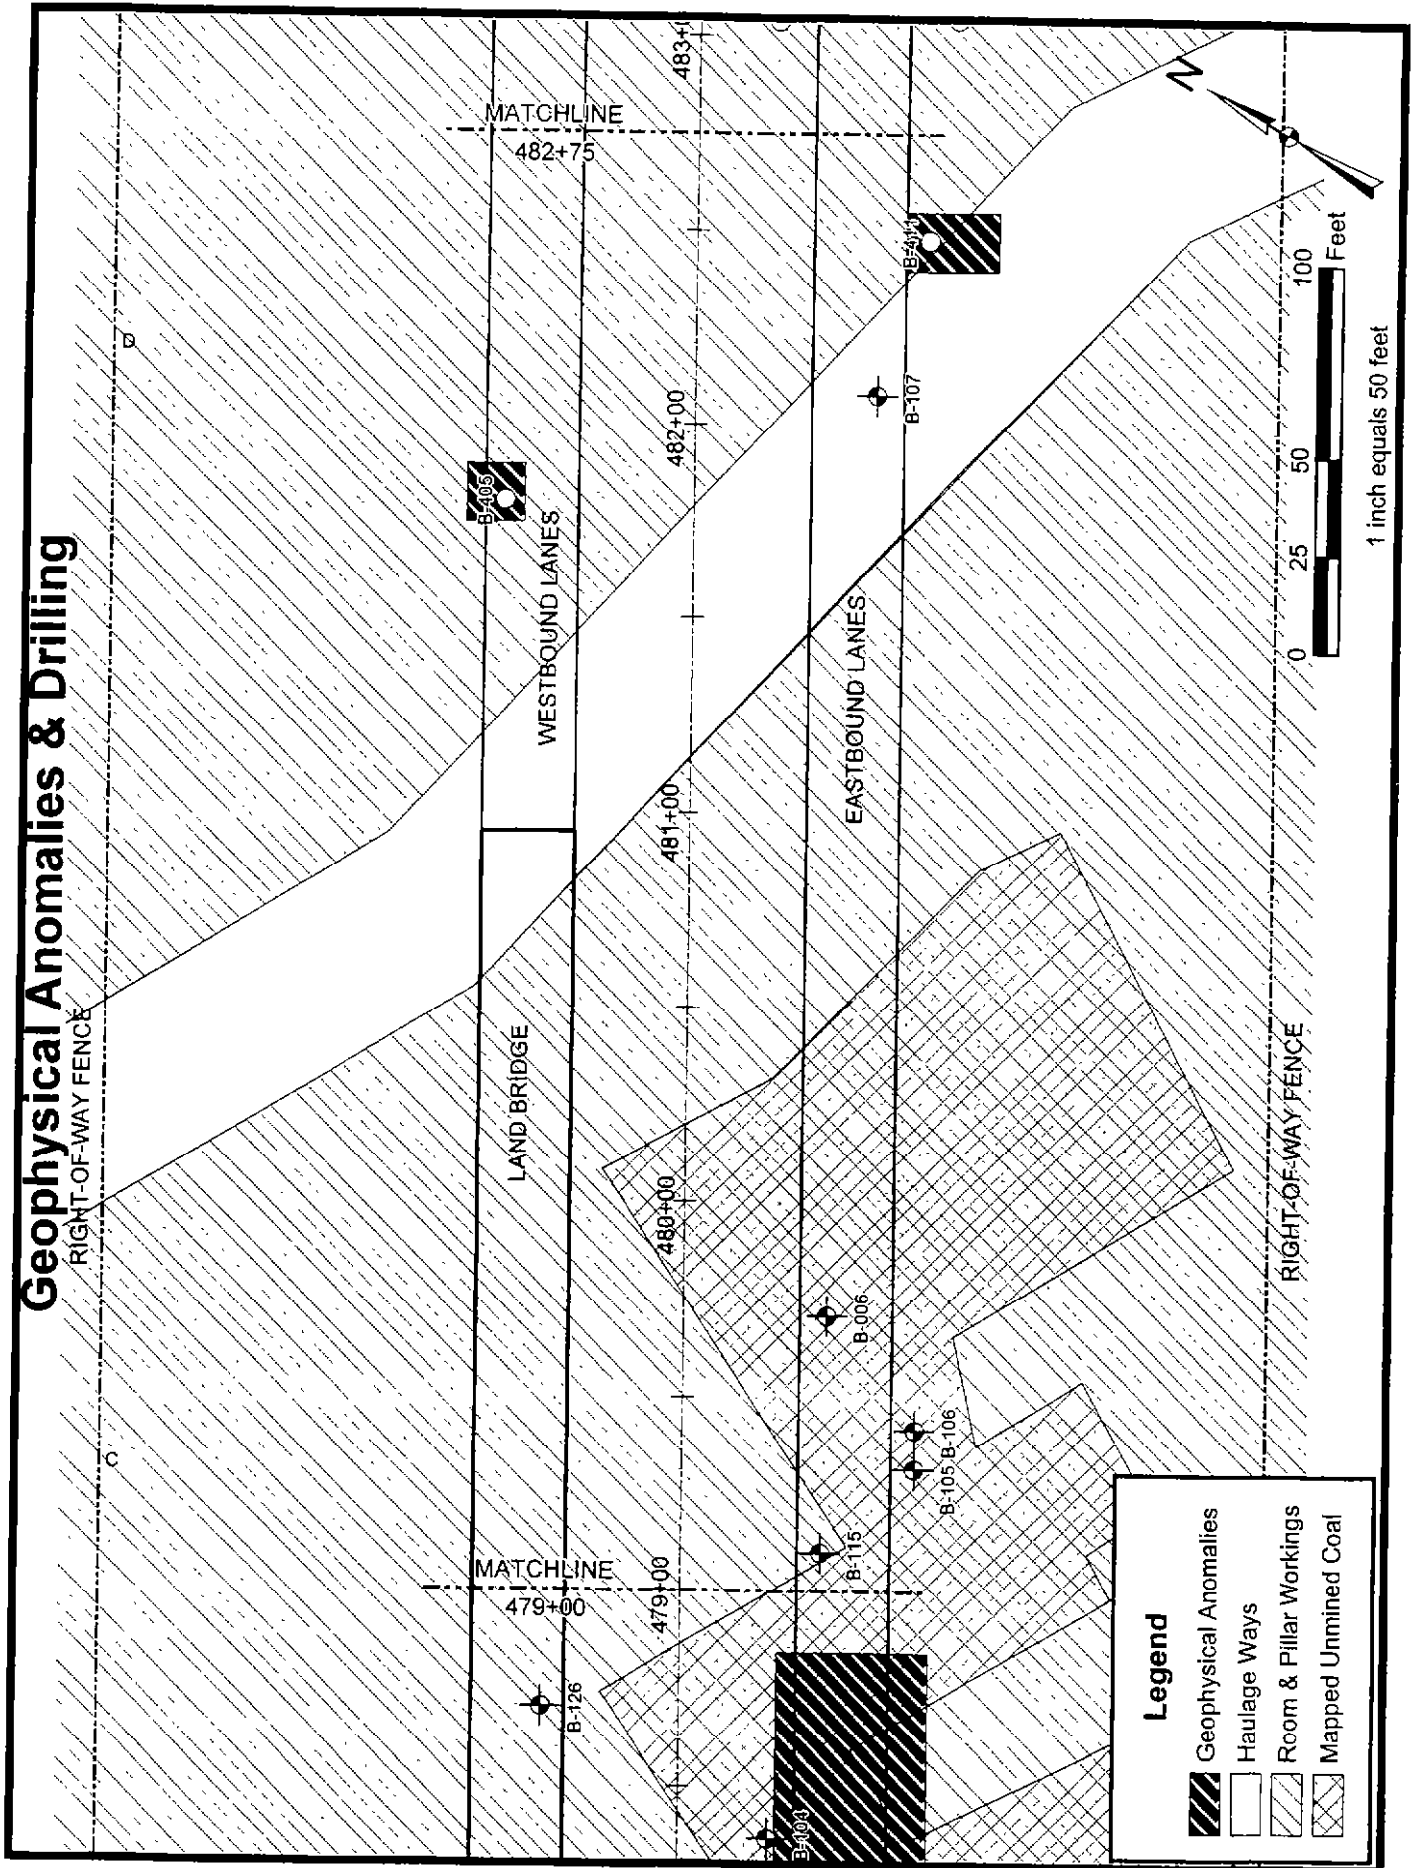 Geophysical Anomalies & Drilling
RIGHT-OF-WAY FENCE
C
D
MATCHLINE
479+00
MATCHLINE
482+75
B-126
LAND BRIDGE
WESTBOUND LANES
B-405
479+00
480+00
481+00
482+00
B-104
B-115
B-006
B-105
B-106
EASTBOUND LANES
B-107
B-411
RIGHT-OF-WAY FENCE
N
0 25 50 100
Feet
1 inch equals 50 feet
Legend
Geophysical Anomalies
Haulage Ways
Room & Pillar Workings
Mapped Unmined Coal